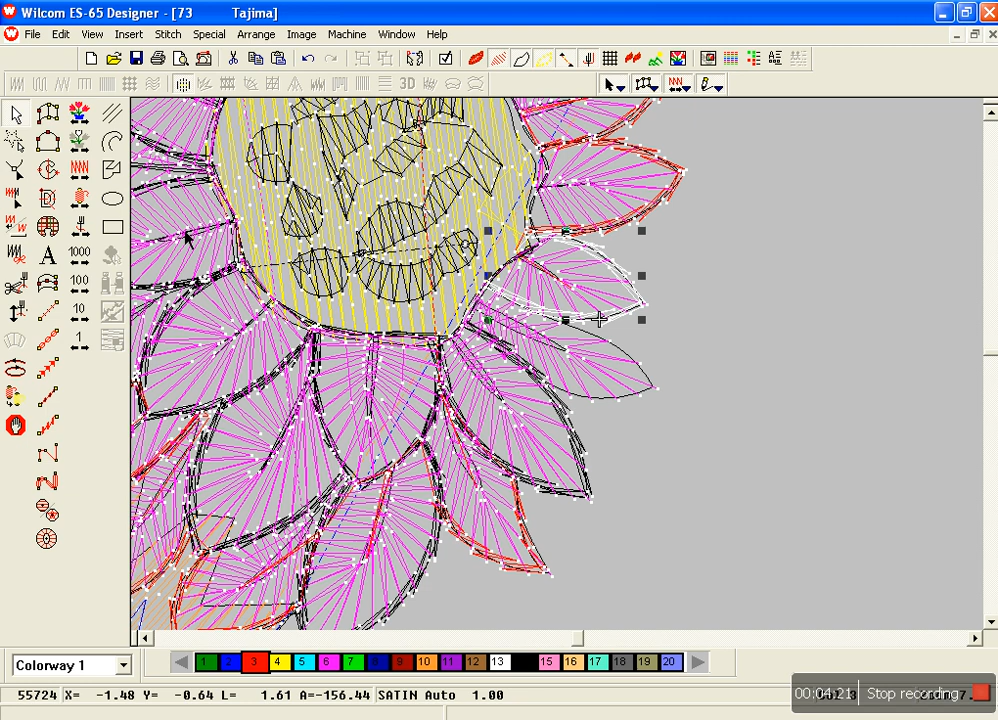 Wilcom ES-65 Designer - [73 Tajima]
File Edit View Insert Stitch Special Arrange Image Machine Window Help
3D
A 1000
100
10
1
Colorway 1
1 2 3 4 5 6 7 8 9 10 11 12 13 15 16 17 18 19 20
55724 X= -1.48 Y= -0.64 L= 1.61 A=-156.44 SATIN Auto 1.00
00:04:21 Stop recording